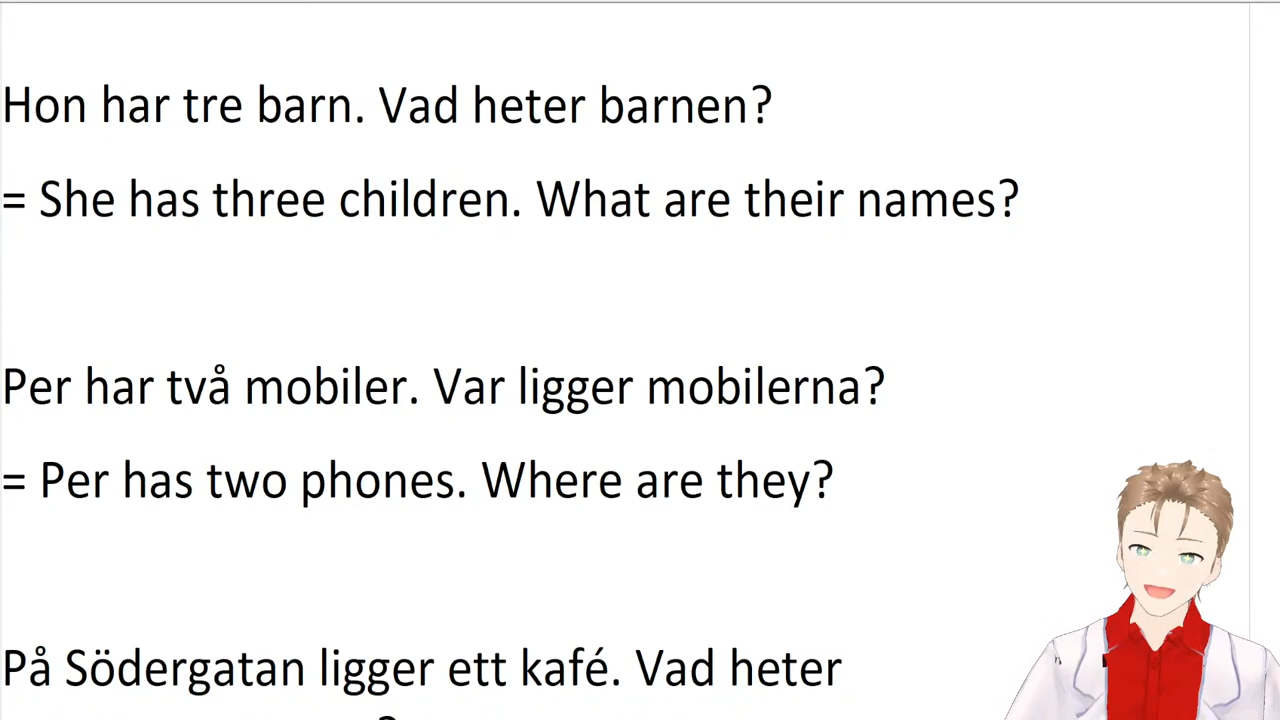 Hon har tre barn. Vad heter barnen?
= She has three children. What are their names?
Per har två mobiler. Var ligger mobilerna?
= Per has two phones. Where are they?
På Södergatan ligger ett kafé. Vad heter